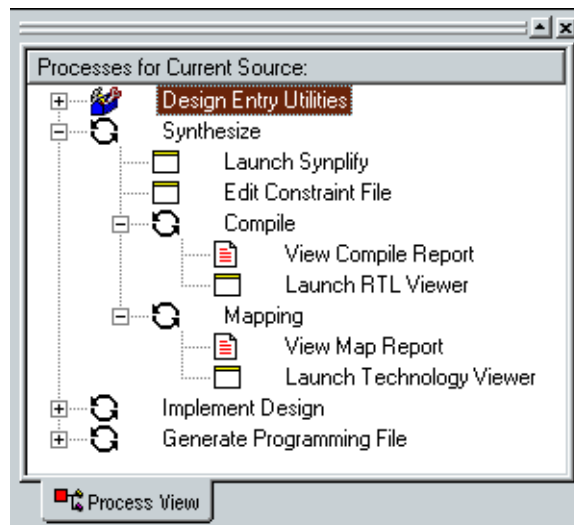 Processes for Current Source:
Design Entry Utilities
Synthesize
Launch Synplify
Edit Constraint File
Compile
View Compile Report
Launch RTL Viewer
Mapping
View Map Report
Launch Technology Viewer
Implement Design
Generate Programming File
Process View